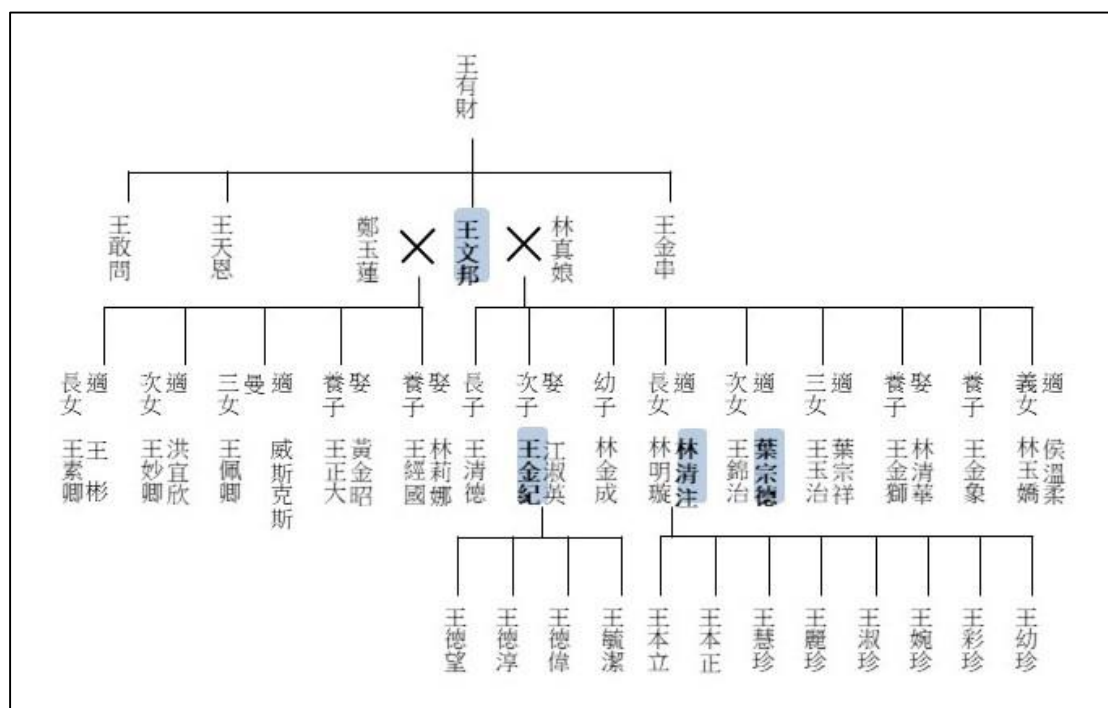 王有財
王敢問
王天恩
鄭玉蓮
王文邦
林真娘
王金串
長女 王素卿
適 王彬
次女 王妙卿
適 洪宜欣
三女 王佩卿
曼
適 威斯克斯
養子 王正大
娶 黃金昭
養子 王經國
娶 林莉娜
長子 王清德
次子 王金紀
娶 江淑英
幼子 林金成
長女 林明璇
適 林清注
次女 王錦治
適 葉宗德
三女 王玉治
適 葉宗祥
養子 王金獅
娶 林清華
養子 王金象
義女 林玉嬌
適 侯溫柔
王德望
王德淳
王德偉
王毓潔
王本立
王本正
王慧珍
王麗珍
王淑珍
王婉珍
王彩珍
王幼珍